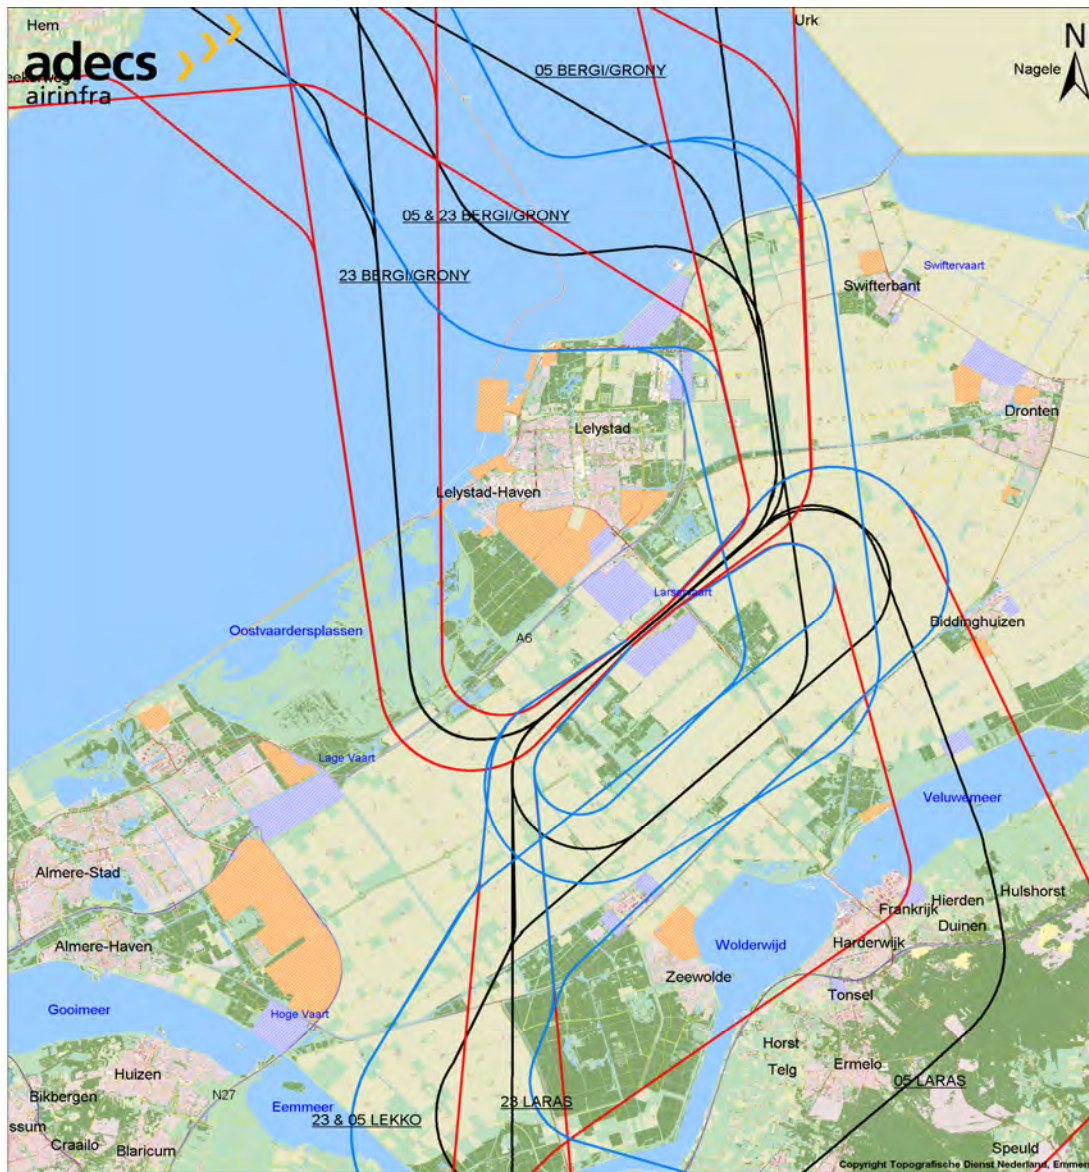 Hem
Urk
N
adecs
Nagele
airinfra
05 BERGI/GRONY
05 & 23 BERGI/GRONY
23 BERGI/GRONY
Swiftervaart
Swifterbant
Dronten
Lelystad
Lelystad-Haven
Oostvaardersplassen
A6
Biddinghuizen
Lage Vaart
Veluwemeer
Almere-Stad
Almere-Haven
Hulshorst
Hierden
Frankrijk
Duinen
Harderwijk
Wolderwijd
Zeewolde
Tonsel
Gooimeer
Hoge Vaart
Horst
Telg
Ermelo
Huizen
05 LARAS
Bikbergen
N27
Eemmeer
23 LARAS
23 & 05 LEKKO
ssum
Craailo
Blaricum
Speuld
Copyright Topografische Dienst Nederland, Emmen